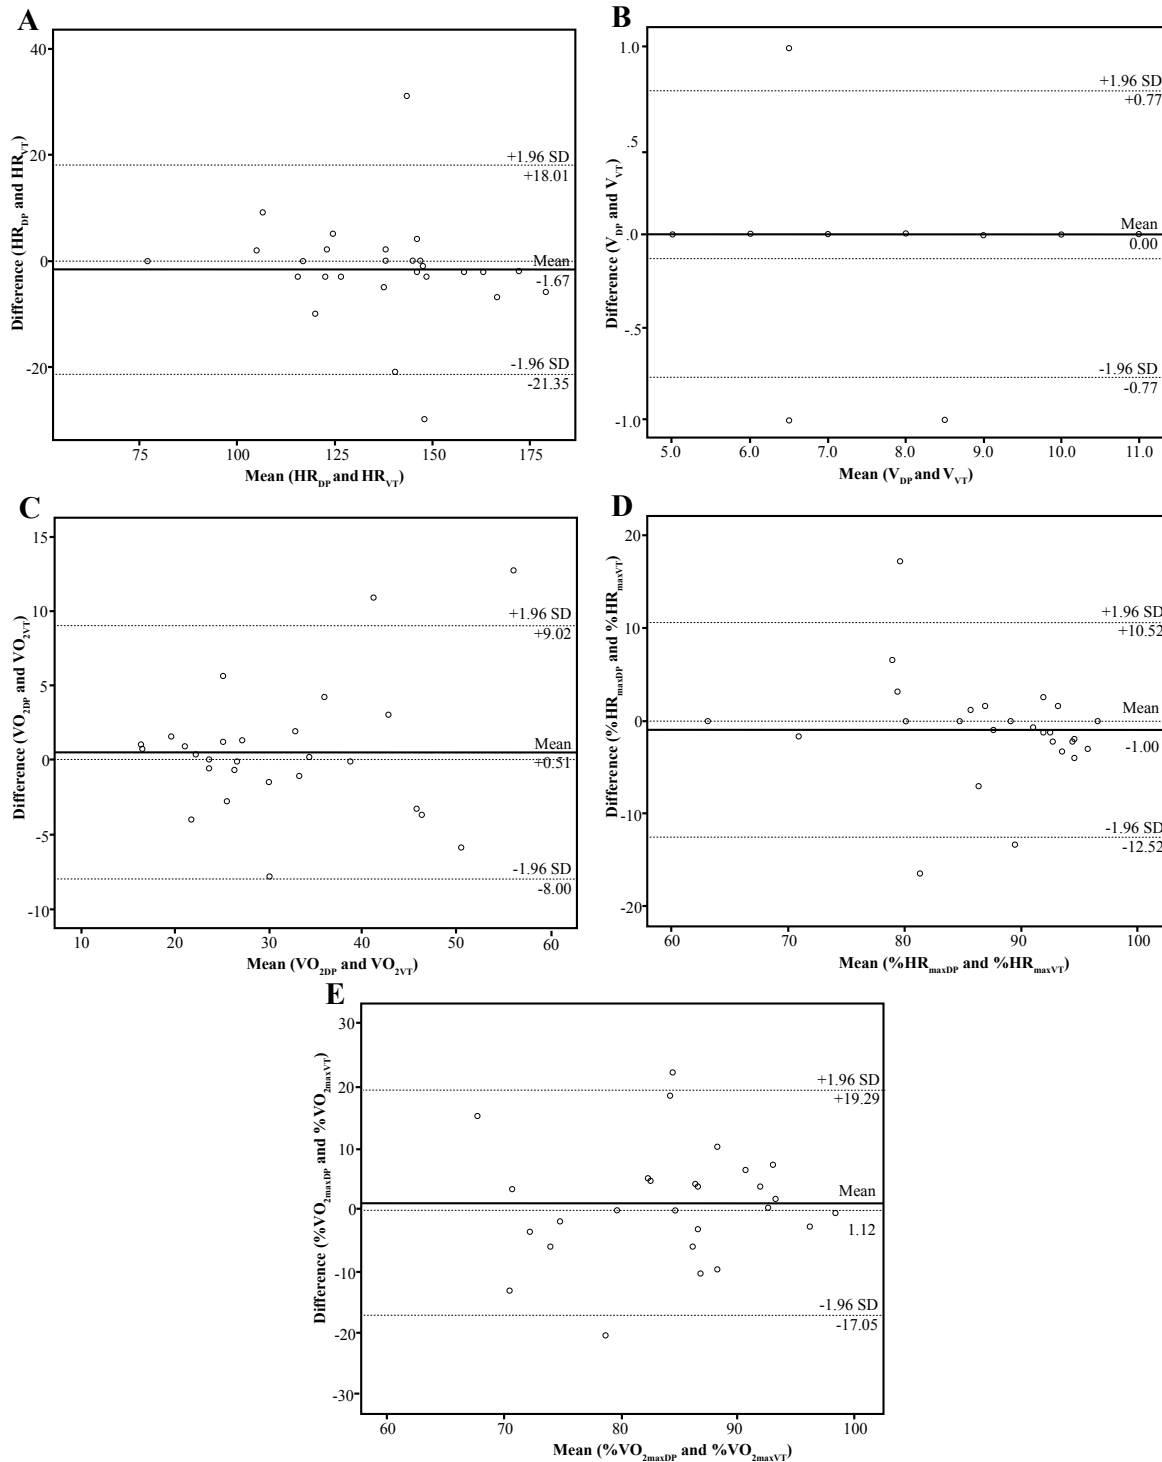 A
40
20
0
-20
+1.96 SD
+18.01
Mean
-1.67
-1.96 SD
-21.35
75 100 125 150 175
Difference (HRDP and HRVT)
Mean (HRDP and HRVT)
B
1.0
.5
.0
-.5
-1.0
+1.96 SD
+0.77
Mean
0.00
-1.96 SD
-0.77
5.0 6.0 7.0 8.0 9.0 10.0 11.0
Difference (VDP and VVT)
Mean (VDP and VVT)
C
15
10
5
0
-5
-10
+1.96 SD
+9.02
Mean
+0.51
-1.96 SD
-8.00
10 20 30 40 50 60
Difference (VO2DP and VO2VT)
Mean (VO2DP and VO2VT)
D
20
10
0
-10
-20
+1.96 SD
+10.52
Mean
-1.00
-1.96 SD
-12.52
60 70 80 90 100
Difference (%HRmaxDP and %HRmaxVT)
Mean (%HRmaxDP and %HRmaxVT)
E
30
20
10
0
-10
-20
-30
+1.96 SD
+19.29
Mean
1.12
-1.96 SD
-17.05
60 70 80 90 100
Difference (%VO2maxDP and %VO2maxVT)
Mean (%VO2maxDP and %VO2maxVT)